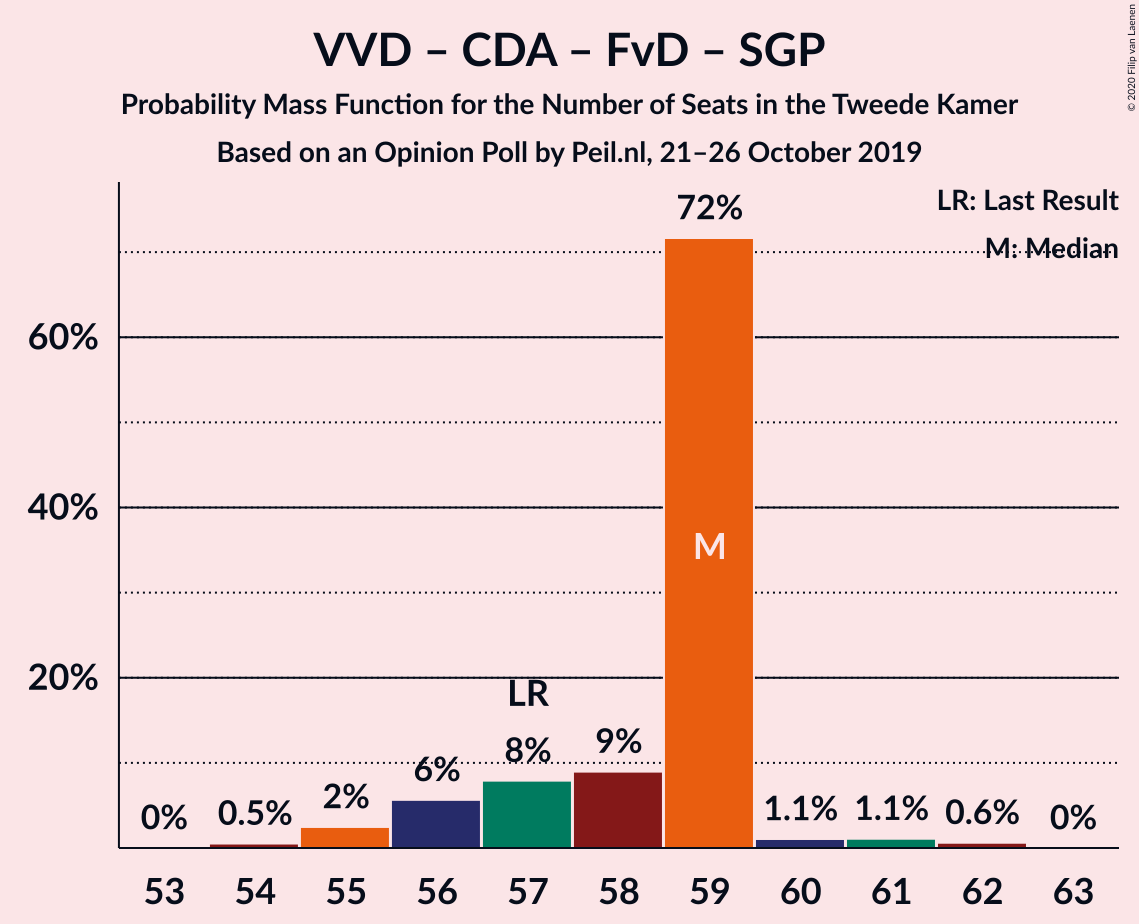 VVD – CDA – FvD – SGP
Probability Mass Function for the Number of Seats in the Tweede Kamer
Based on an Opinion Poll by Peil.nl, 21–26 October 2019
© 2020 Filip van Laenen
LR: Last Result
M: Median
60%
40%
20%
0%
0.5%
2%
6%
LR
8%
9%
72%
M
1.1%
1.1%
0.6%
0%
53 54 55 56 57 58 59 60 61 62 63